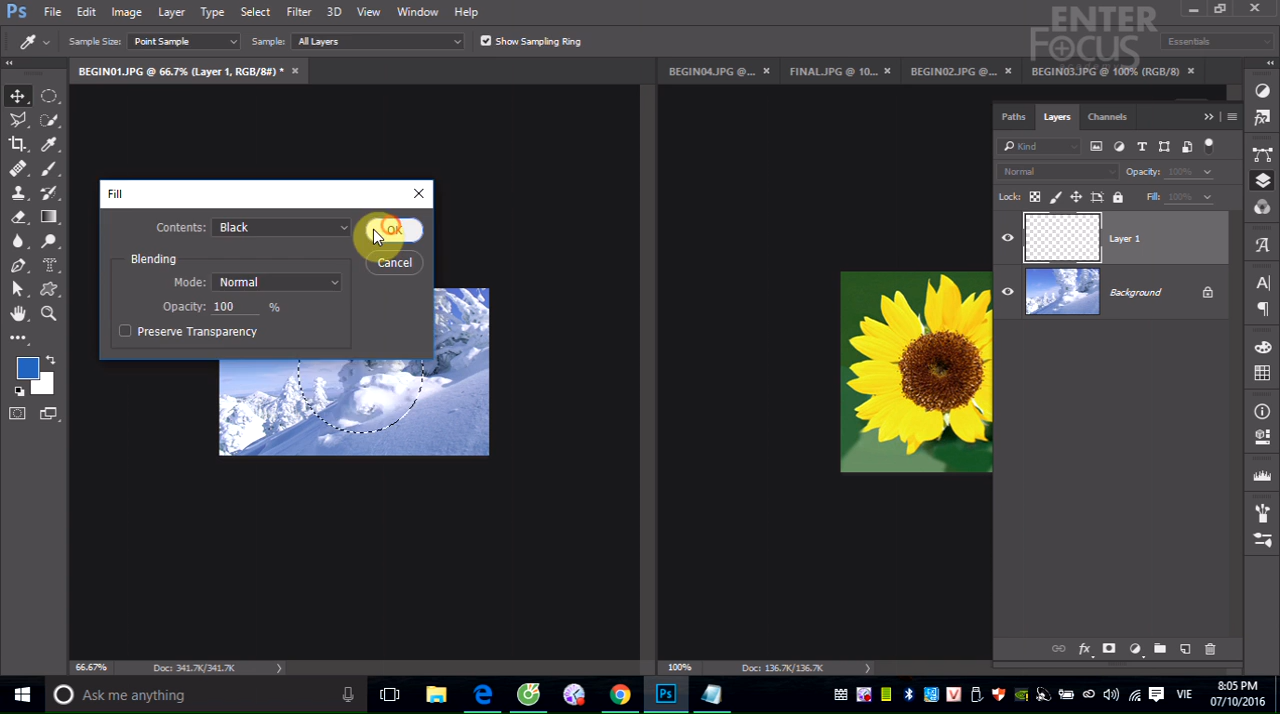 Ps File Edit Image Layer Type Select Filter 3D View Window Help
ENTER
Focus
Sample Size: Point Sample Sample: All Layers Show Sampling Ring Essentials
BEGIN01.JPG @ 66.7% (Layer 1, RGB/8#) * × BEGIN04.JPG @... × FINAL.JPG @ 10... × BEGIN02.JPG @... × BEGIN03.JPG @ 100% (RGB/8) ×
Paths Layers Channels
Kind
Normal Opacity: 100%
Lock: Fill: 100%
Layer 1
Background
Fill
Contents: Black OK
Blending
Cancel
Mode: Normal
Opacity: 100 %
Preserve Transparency
66.67% Doc: 341.7K/341.7K 100% Doc: 136.7K/136.7K
Ask me anything
VIE
8:05 PM
07/10/2016